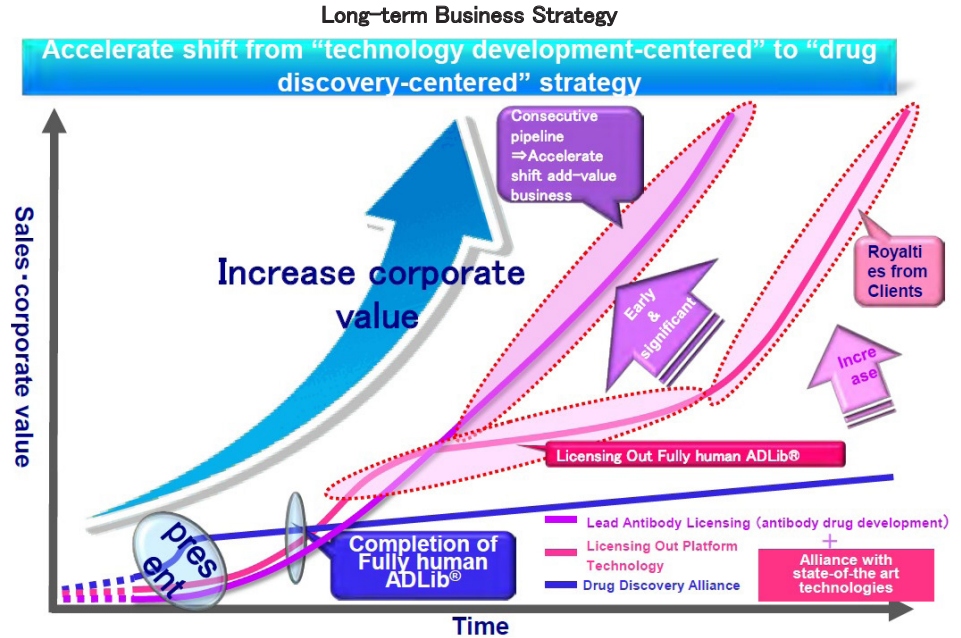 Long-term Business Strategy
Accelerate shift from “technology development-centered” to “drug
discovery-centered” strategy
Consecutive
pipeline
⇒Accelerate
shift add-value
business
Sales・corporate value
Increase corporate
value
Royalti
es from
Clients
Early
&
significant
Incre
ase
Licensing Out Fully human ADLib®
pres
ent
Completion of
Fully human
ADLib®
Lead Antibody Licensing (antibody drug development)
+
Licensing Out Platform
Technology
Alliance with
state-of-the art
technologies
Drug Discovery Alliance
Time